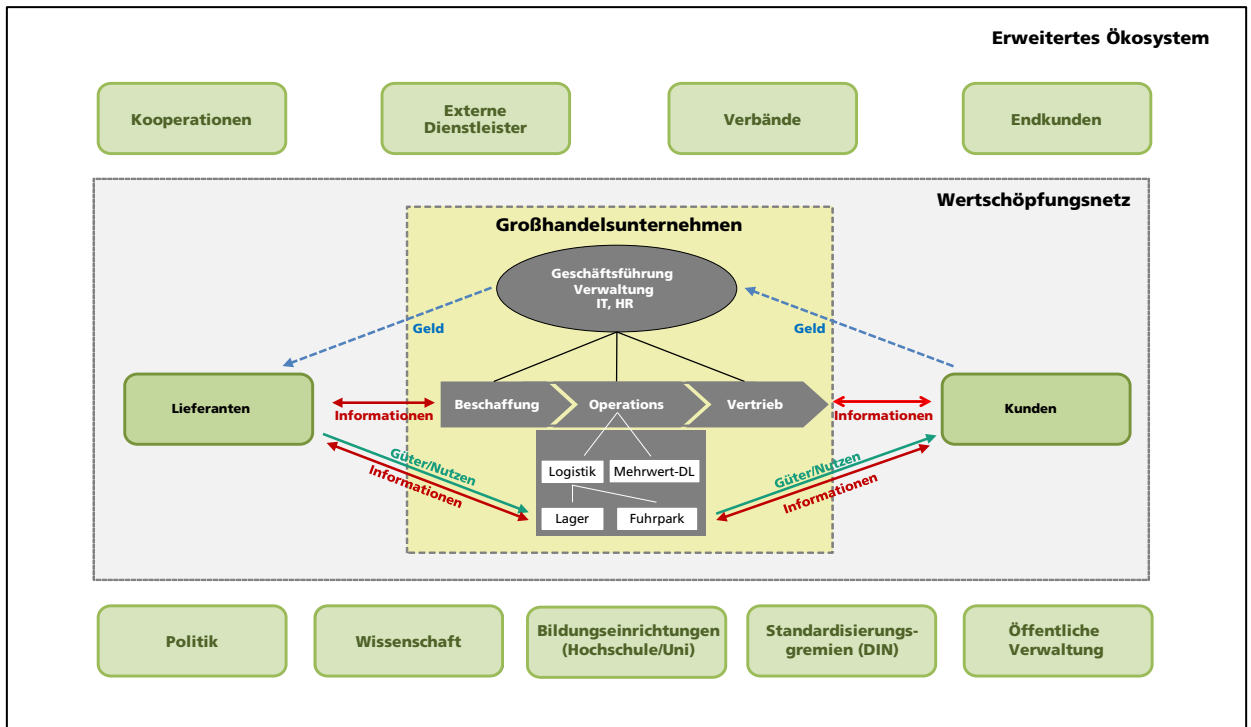 Erweitertes Ökosystem
Kooperationen
Externe
Dienstleister
Verbände
Endkunden
Wertschöpfungsnetz
Großhandelsunternehmen
Geschäftsführung
Verwaltung
IT, HR
Geld
Geld
Lieferanten
Informationen
Beschaffung
Operations
Vertrieb
Informationen
Kunden
Güter/Nutzen
Informationen
Logistik
Mehrwert-DL
Lager
Fuhrpark
Güter/Nutzen
Informationen
Politik
Wissenschaft
Bildungseinrichtungen
(Hochschule/Uni)
Standardisierungs-
gremien (DIN)
Öffentliche
Verwaltung